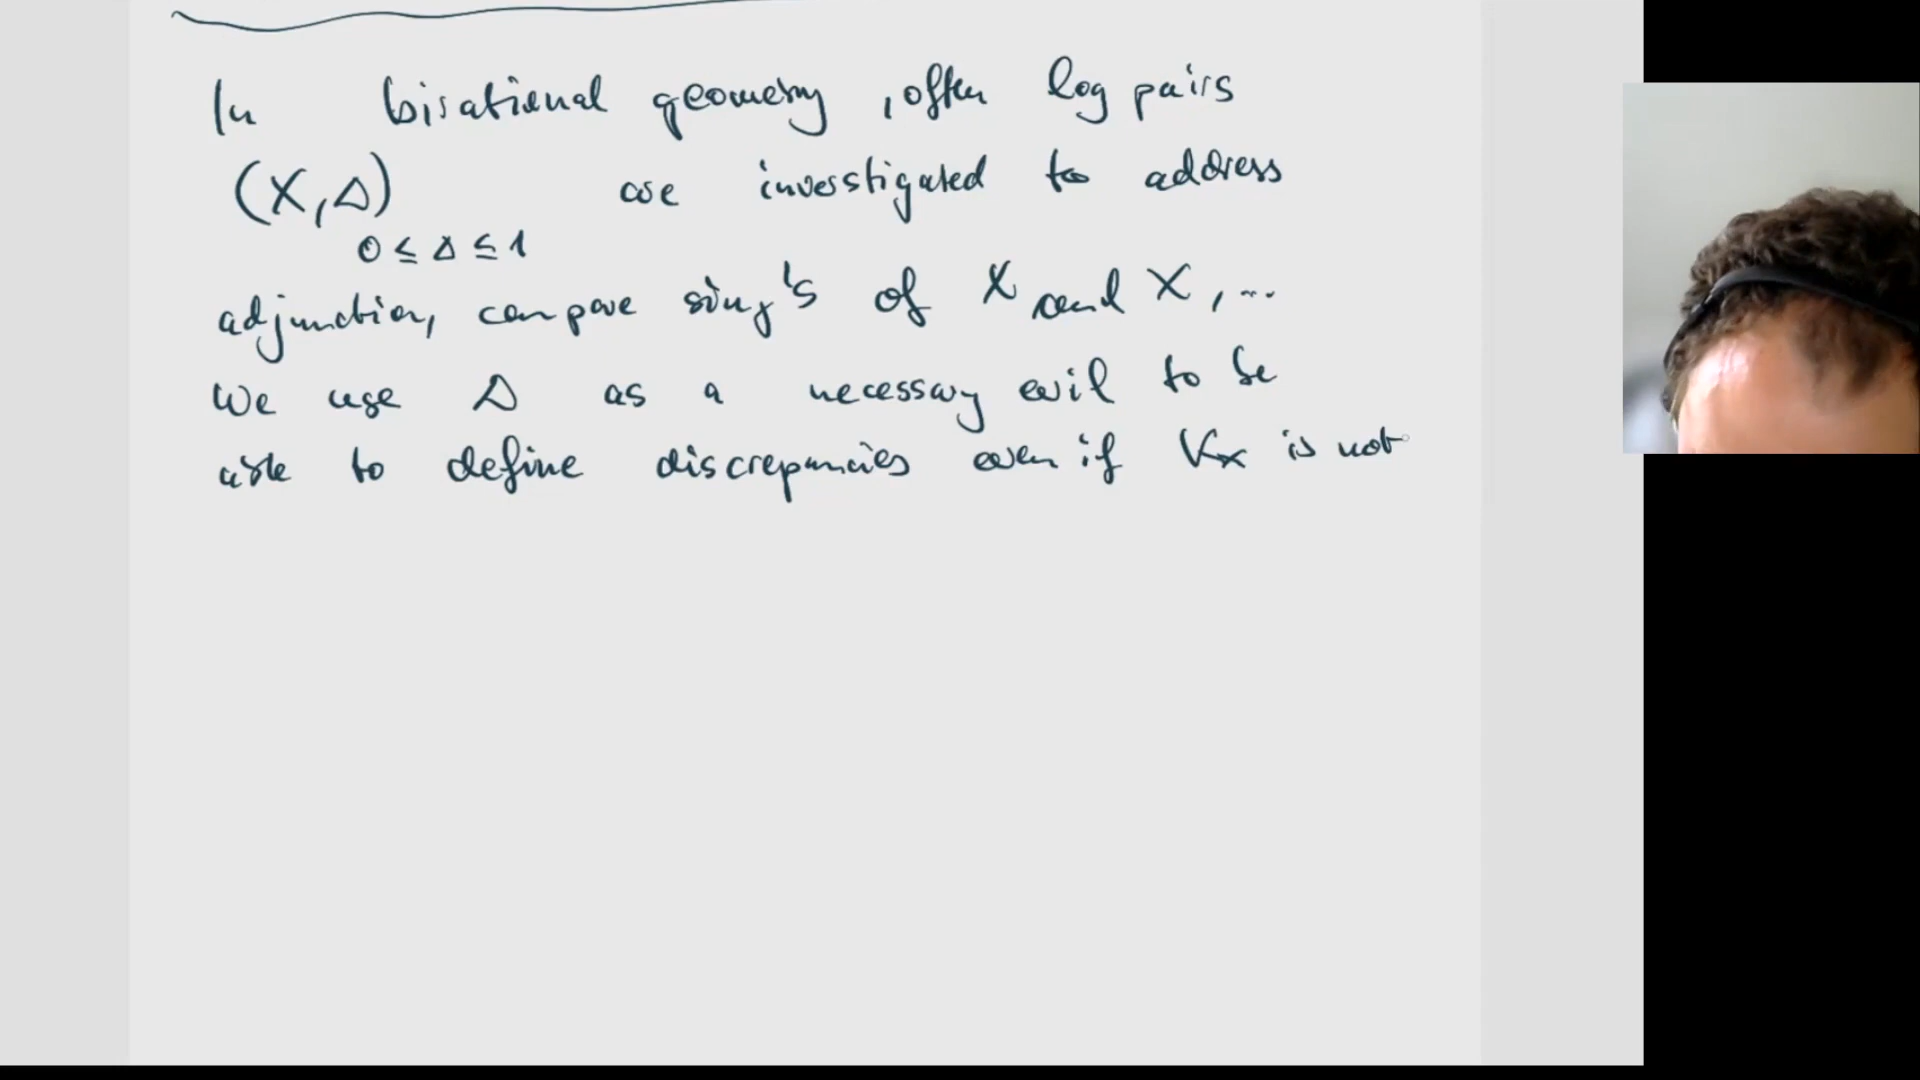 In birational geometry, often log pairs
(X, Δ) are investigated to address
0 ≤ Δ ≤ 1
adjunction, compare sing's of X and X, ...
We use Δ as a necessary evil to be
able to define discrepancies even if K_X is not